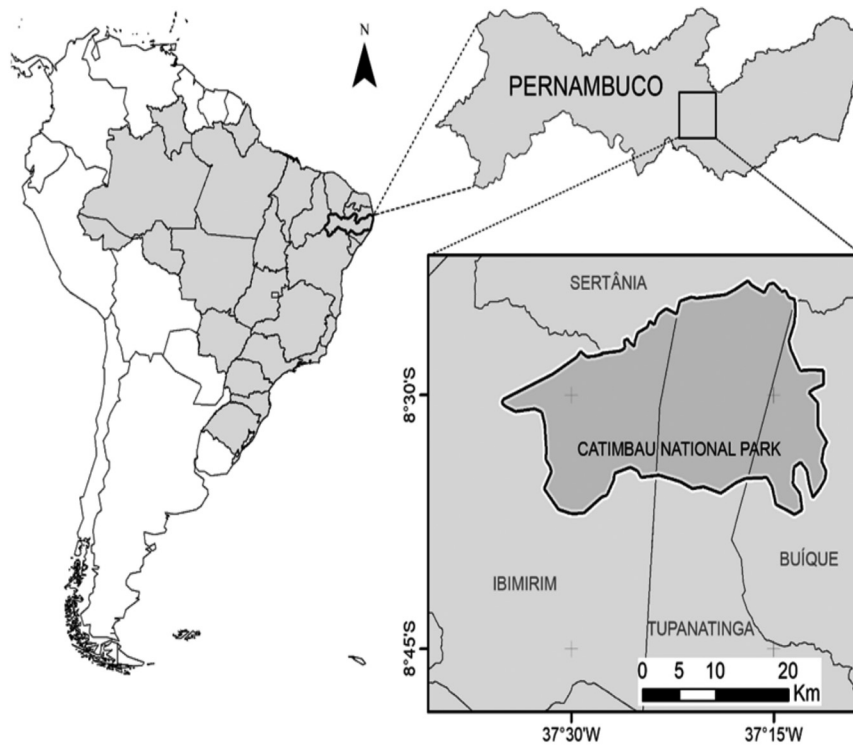 N
PERNAMBUCO
SERTÂNIA
8°30'S
CATIMBAU NATIONAL PARK
BUÍQUE
IBIMIRIM
TUPANATINGA
8°45'S
0 5 10 20
Km
37°30'W 37°15'W